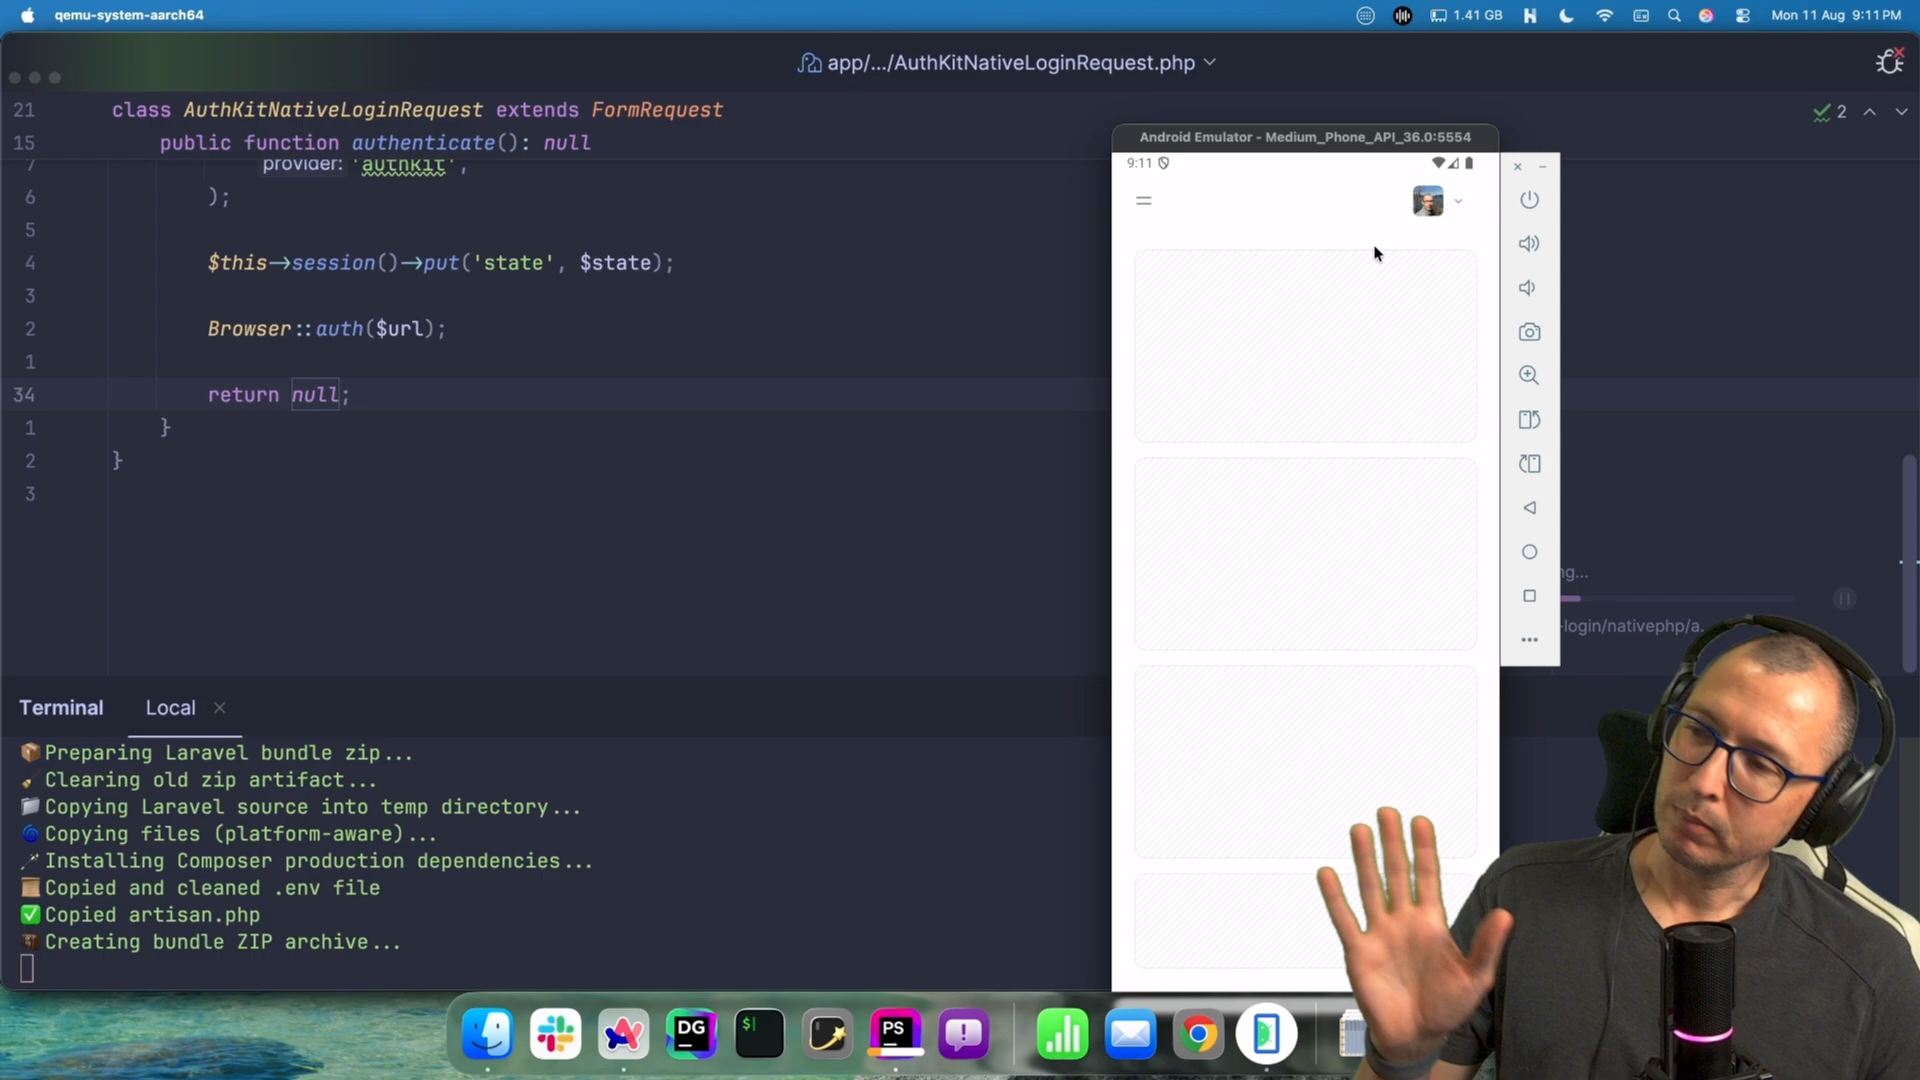 qemu-system-aarch64
1.41 GB
Mon 11 Aug 9:11 PM
app/.../AuthKitNativeLoginRequest.php
21 class AuthKitNativeLoginRequest extends FormRequest
2
15 public function authenticate(): null
7 provider: 'authkit',
6 );
5
4 $this→session()→put('state', $state);
3
2 Browser::auth($url);
1
34 return null;
1 }
2 }
3
Android Emulator - Medium_Phone_API_36.0:5554
9:11
ng...
-login/nativephp/a.
Terminal Local
Preparing Laravel bundle zip...
Clearing old zip artifact...
Copying Laravel source into temp directory...
Copying files (platform-aware)...
Installing Composer production dependencies...
Copied and cleaned .env file
Copied artisan.php
Creating bundle ZIP archive...
DG
$
PS